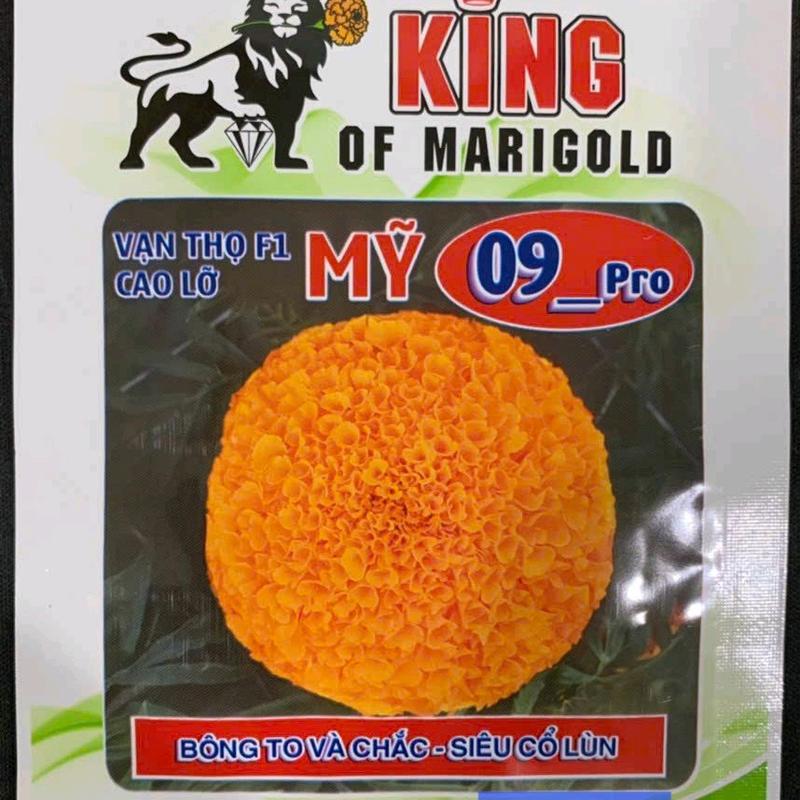 KING
OF MARIGOLD
VẠN THỌ F1
CAO LỠ
MỸ
09_Pro
BÔNG TO VÀ CHẮC - SIÊU CỔ LÙN